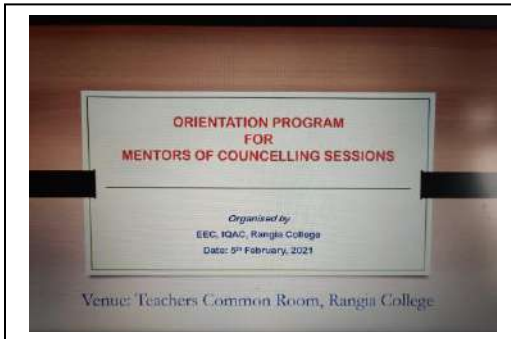 ORIENTATION PROGRAM
FOR
MENTORS OF COUNCELLING SESSIONS
Organised by
EEC, IQAC, Rangia College
Date: 5th February, 2021
Venue: Teachers Common Room, Rangia College